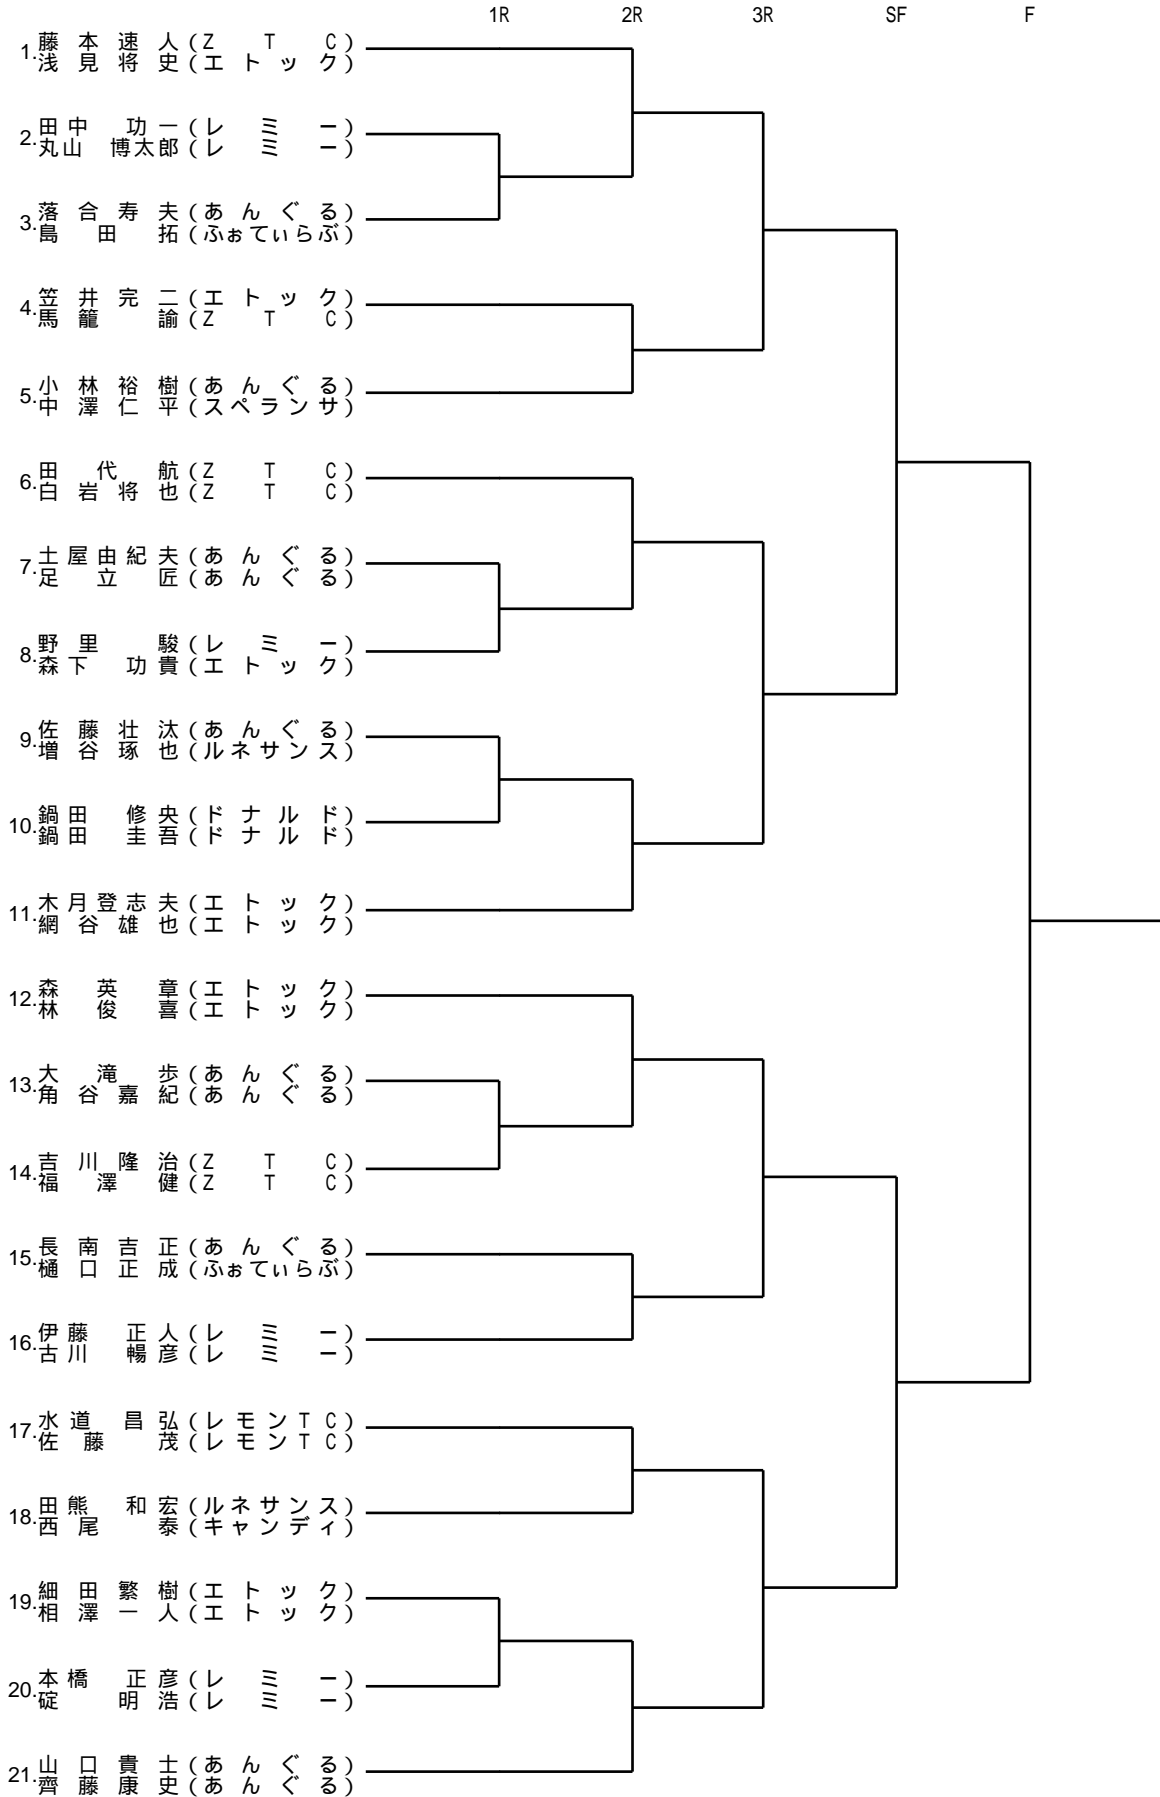 1R 2R 3R SF F
1. 藤本速人(ZTC)
浅見将史(エトック)
2. 田中 功一(レミー)
丸山 博太郎(レミー)
3. 落合寿夫(あんぐる)
島田拓(ふぉてぃらぶ)
4. 笠井完二(エトック)
馬籠諭(ZTC)
5. 小林裕樹(あんぐる)
中澤仁平(スペランサ)
6. 田代航(ZTC)
白岩将也(ZTC)
7. 土屋由紀夫(あんぐる)
足立匠(あんぐる)
8. 野里 駿(レミー)
森下 功貴(エトック)
9. 佐藤壮汰(あんぐる)
増谷琢也(ルネサンス)
10. 鍋田 修央(ドナルド)
鍋田 圭吾(ドナルド)
11. 木月登志夫(エトック)
網谷雄也(エトック)
12. 森英章(エトック)
林俊喜(エトック)
13. 大滝歩(あんぐる)
角谷嘉紀(あんぐる)
14. 吉川隆治(ZTC)
福澤健(ZTC)
15. 長南吉正(あんぐる)
樋口正成(ふぉてぃらぶ)
16. 伊藤 正人(レミー)
古川 暢彦(レミー)
17. 水道 昌弘(レモンTC)
佐藤 茂(レモンTC)
18. 田熊 和宏(ルネサンス)
西尾 泰(キャンディ)
19. 細田繁樹(エトック)
相澤一人(エトック)
20. 本橋 正彦(レミー)
碇 明浩(レミー)
21. 山口貴士(あんぐる)
齊藤康史(あんぐる)